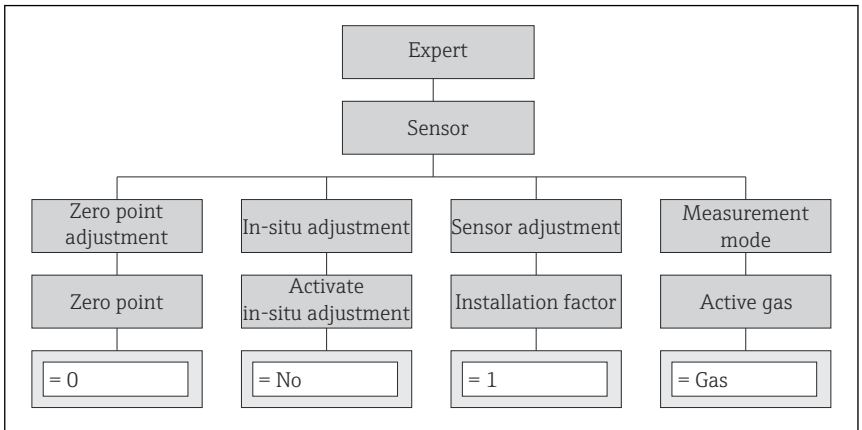 Expert
Sensor
Zero point
adjustment
In-situ adjustment
Sensor adjustment
Measurement
mode
Zero point
Activate
in-situ adjustment
Installation factor
Active gas
= 0
= No
= 1
= Gas